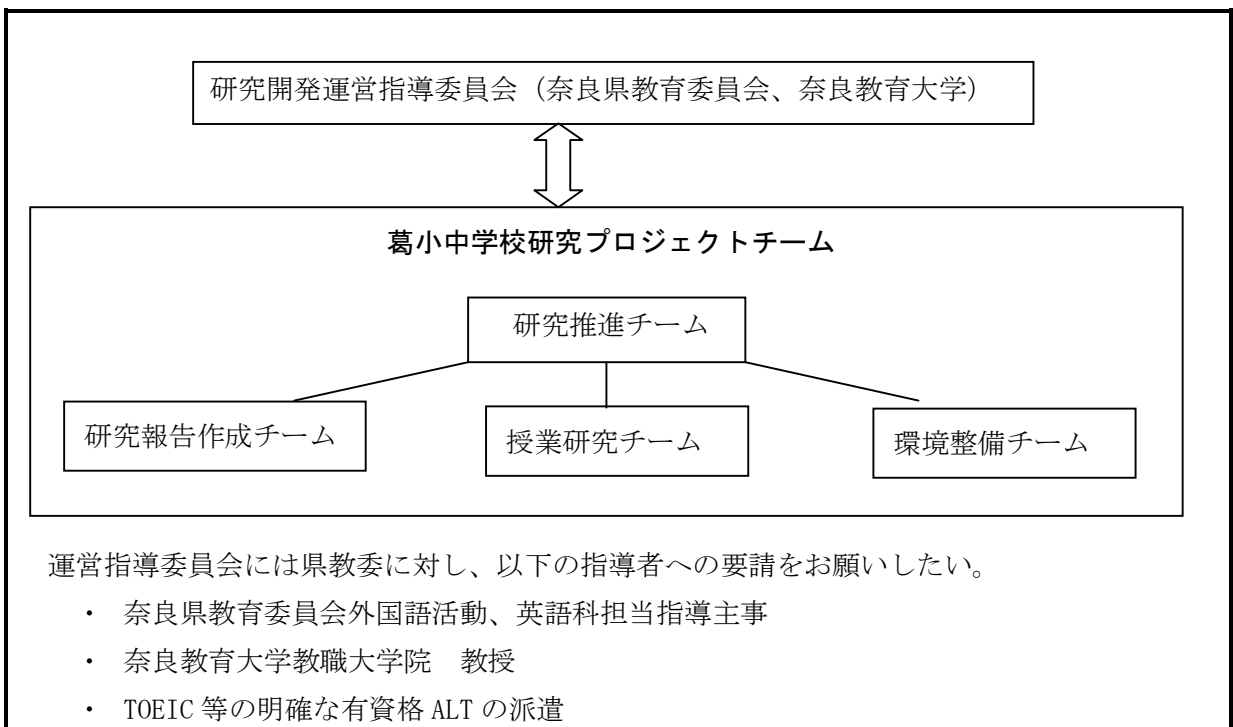 研究開発運営指導委員会（奈良県教育委員会、奈良教育大学）
葛小中学校研究プロジェクトチーム
研究推進チーム
研究報告作成チーム
授業研究チーム
環境整備チーム
運営指導委員会には県教委に対し、以下の指導者への要請をお願いしたい。
・ 奈良県教育委員会外国語活動、英語科担当指導主事
・ 奈良教育大学教職大学院　教授
・ TOEIC 等の明確な有資格 ALT の派遣